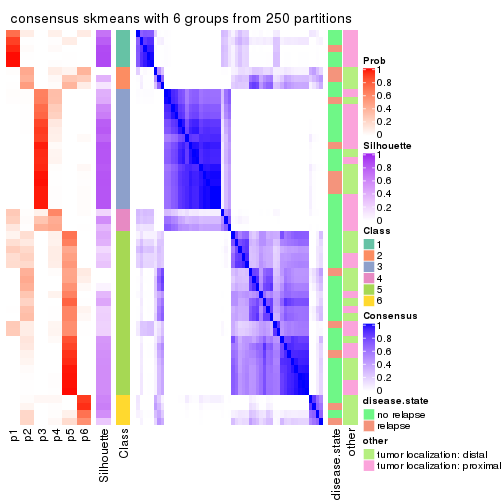 consensus skmeans with 6 groups from 250 partitions
p1
p2
p3
p4
p5
p6
Silhouette
Class
disease.state
other
Prob
1
0.8
0.6
0.4
0.2
0
Silhouette
1
0.8
0.6
0.4
0.2
0
Class
1
2
3
4
5
6
Consensus
1
0.8
0.6
0.4
0.2
0
disease.state
no relapse
relapse
other
tumor localization: distal
tumor localization: proximal